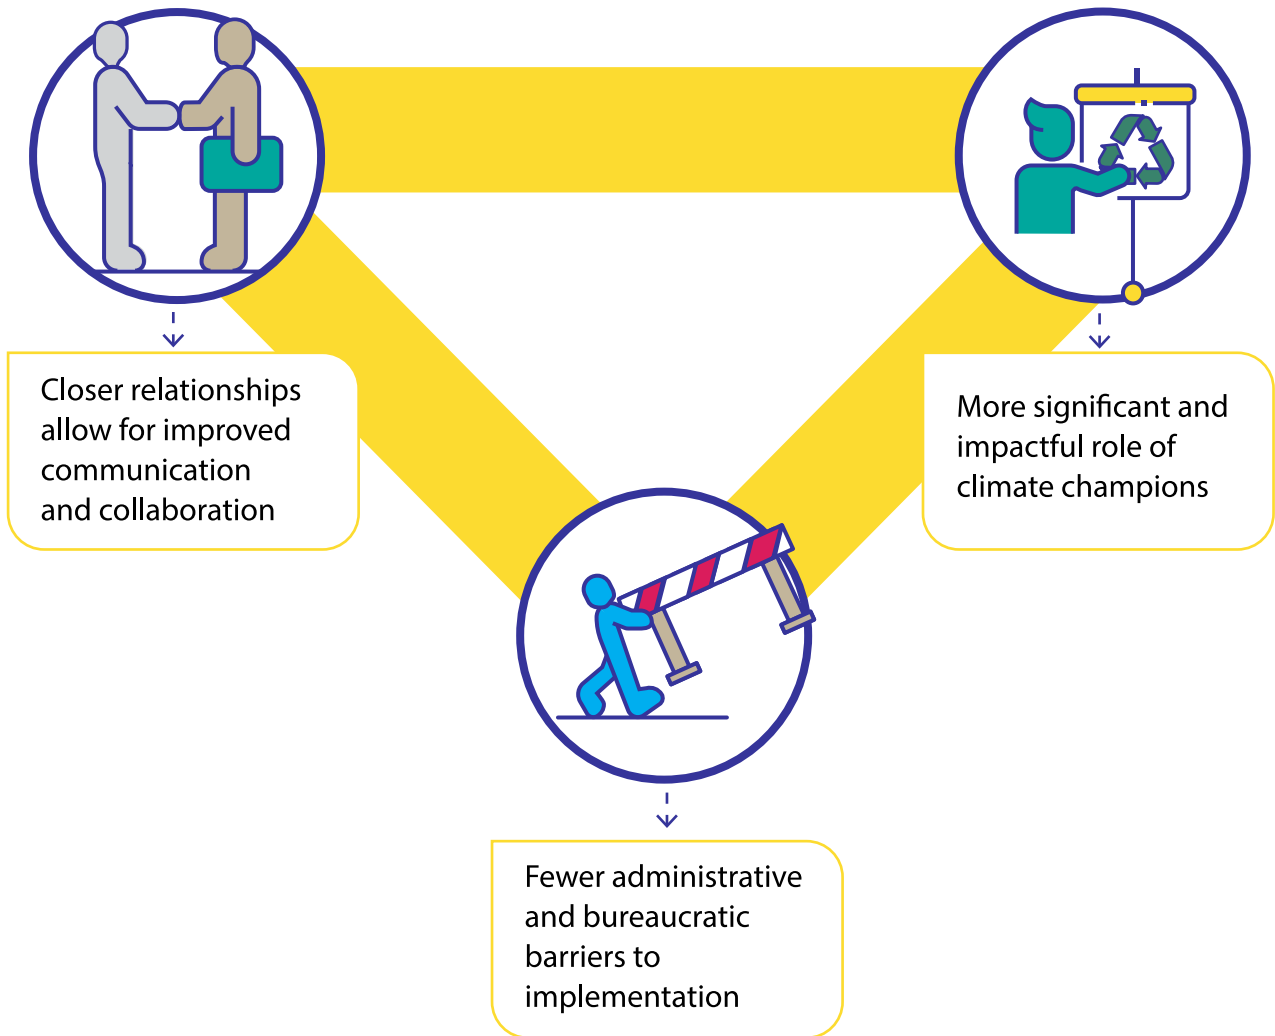 Closer relationships
allow for improved
communication
and collaboration
More significant and
impactful role of
climate champions
Fewer administrative
and bureaucratic
barriers to
implementation